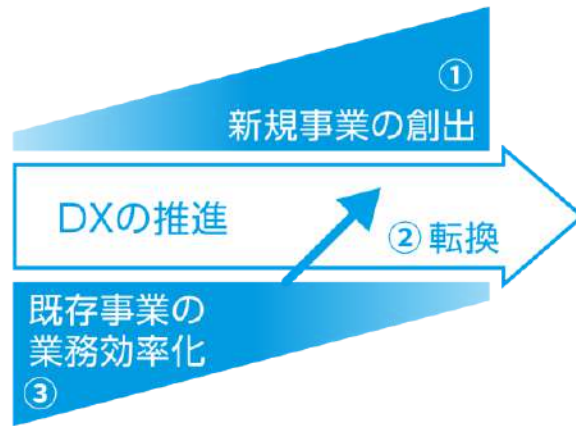 ①
新規事業の創出
DXの推進
②転換
既存事業の
業務効率化
③